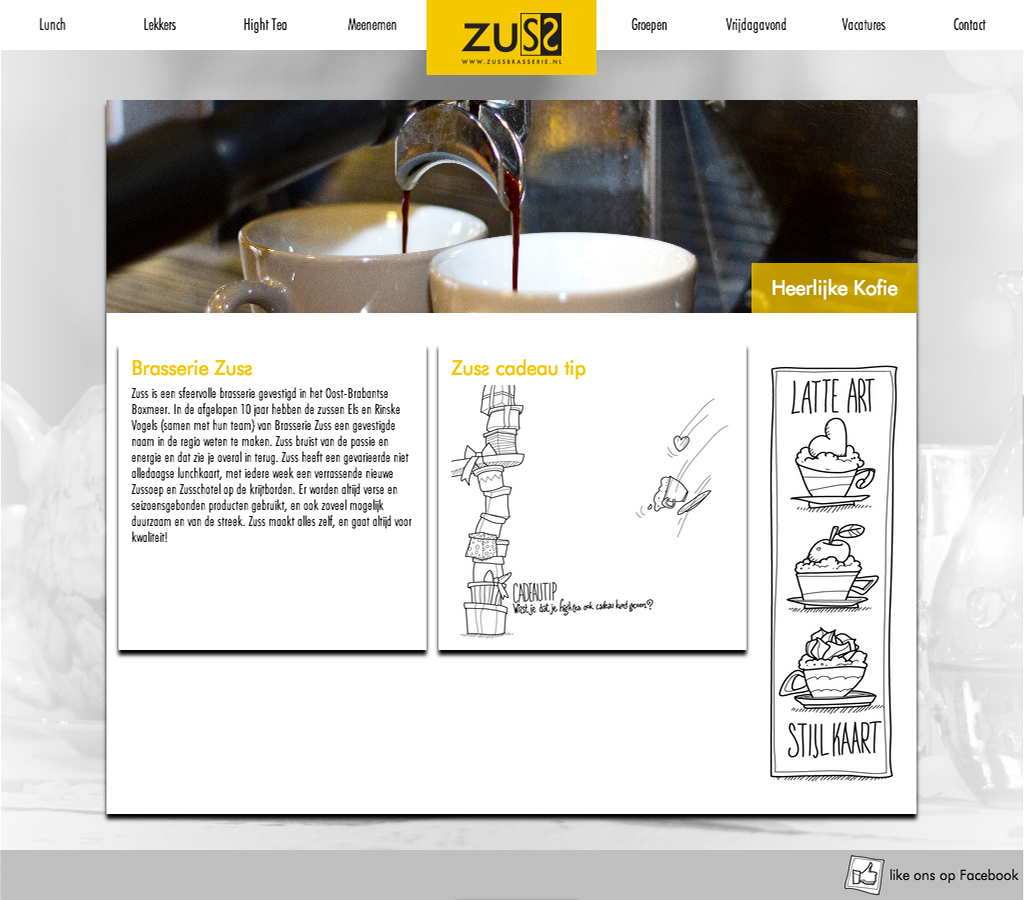 Lunch
Lekkers
Hight Tea
Meenemen
ZUSS
WWW.ZUSSBRASSERIE.NL
Groepen
Vrijdagavond
Vacatures
Contact
Heerlijke Kofie
Brasserie Zuss
Zuss is een sfeervolle brasserie gevestigd in het Oost-Brabantse
Boxmeer. In de afgelopen 10 jaar hebben de zussen Els en Rinske
Vogels (samen met hun team) van Brasserie Zuss een gevestigde
naam in de regio weten te maken. Zuss bruist van de passie en
energie en dat zie je overal in terug. Zuss heeft een gevarieerde niet
alledaagse lunchkaart, met iedere week een verrassende nieuwe
Zussoep en Zusschotel op de krijtborden. Er worden altijd verse en
seizoensgebonden producten gebruikt, en ook zoveel mogelijk
duurzaam en van de streek. Zuss maakt alles zelf, en gaat altijd voor
kwaliteit!
Zuss cadeau tip
CADEAUTIP
Wist je dat je hightea ook cadeau kunt geven?
LATTE ART
STIJL KAART
like ons op Facebook